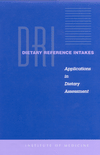 DRI
DIETARY REFERENCE INTAKES
Applications
in
Dietary
Assessment
INSTITUTE OF MEDICINE